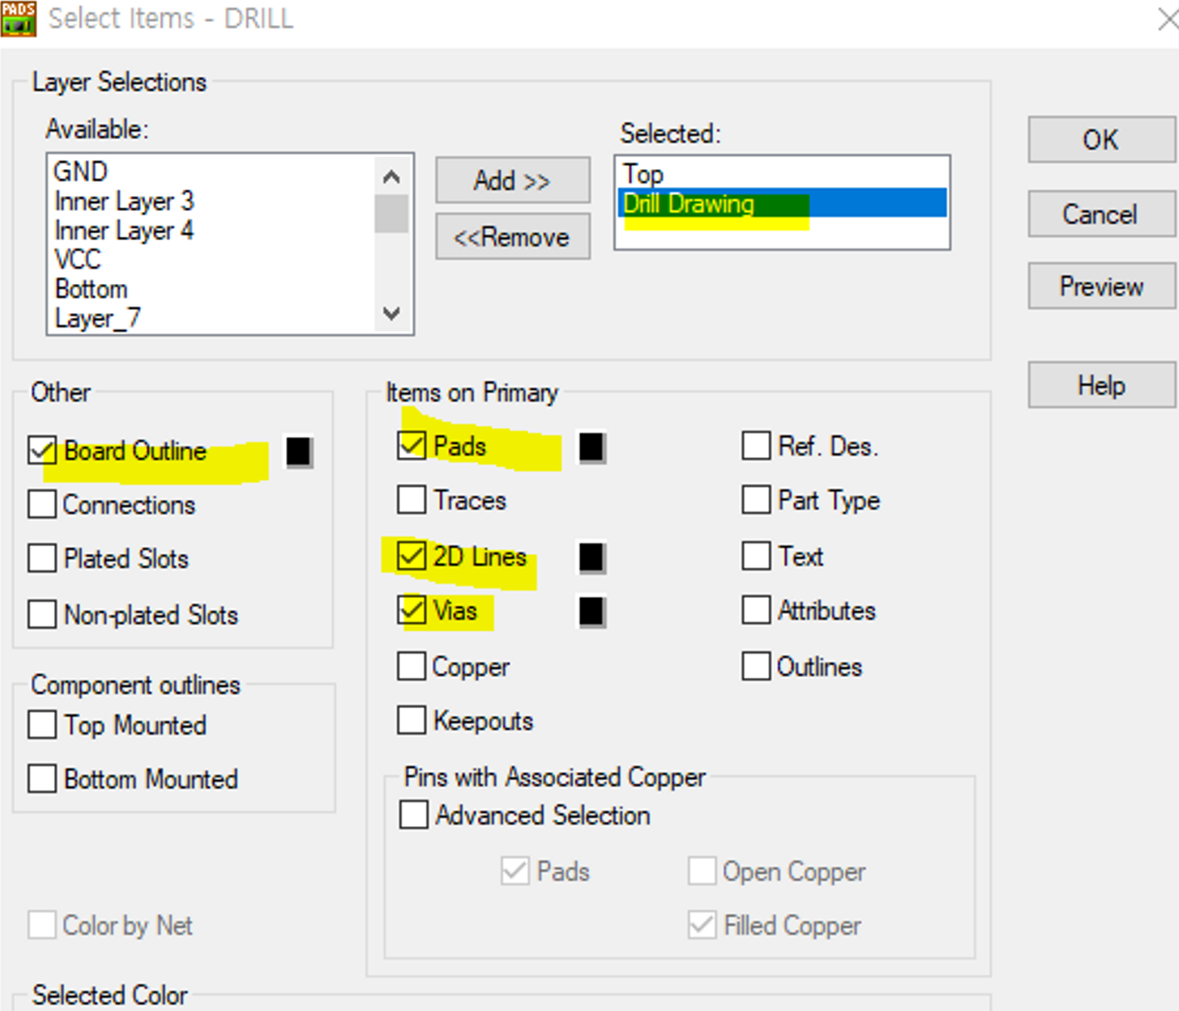 PADS
Select Items - DRILL
Layer Selections
Available:
GND
Inner Layer 3
Inner Layer 4
VCC
Bottom
Layer_7
Add >>
<<Remove
Selected:
Top
Drill Drawing
OK
Cancel
Preview
Help
Other
Board Outline
Connections
Plated Slots
Non-plated Slots
Component outlines
Top Mounted
Bottom Mounted
Color by Net
Items on Primary
Pads
Traces
2D Lines
Vias
Copper
Keepouts
Ref. Des.
Part Type
Text
Attributes
Outlines
Pins with Associated Copper
Advanced Selection
Pads
Open Copper
Filled Copper
Selected Color